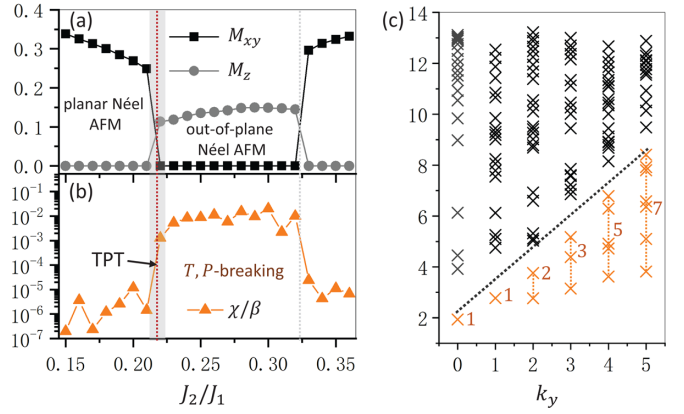 (a)
0.4
0.3
0.2
0.1
0.0
M_xy
M_z
planar Néel
AFM
out-of-plane
Néel AFM
(b)
10^-1
10^-2
10^-3
10^-4
10^-5
10^-6
10^-7
TPT
T, P-breaking
χ/β
0.15 0.20 0.25 0.30 0.35
J_2/J_1
(c)
14
12
10
8
6
4
2
1
1
2
3
5
7
0 1 2 3 4 5
k_y